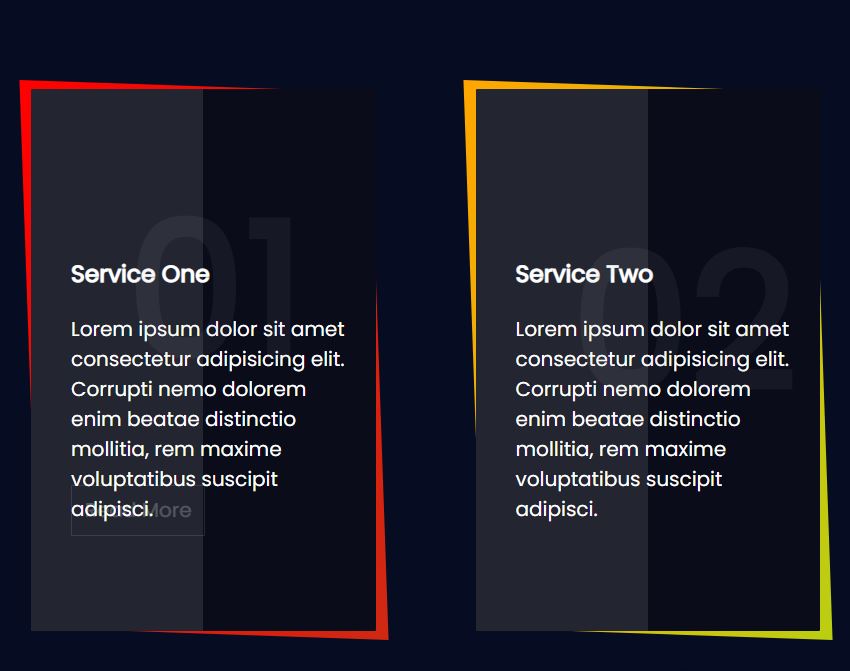 01
Service One
Lorem ipsum dolor sit amet
consectetur adipisicing elit.
Corrupti nemo dolorem
enim beatae distinctio
mollitia, rem maxime
voluptatibus suscipit
adipisci.
Read More
02
Service Two
Lorem ipsum dolor sit amet
consectetur adipisicing elit.
Corrupti nemo dolorem
enim beatae distinctio
mollitia, rem maxime
voluptatibus suscipit
adipisci.